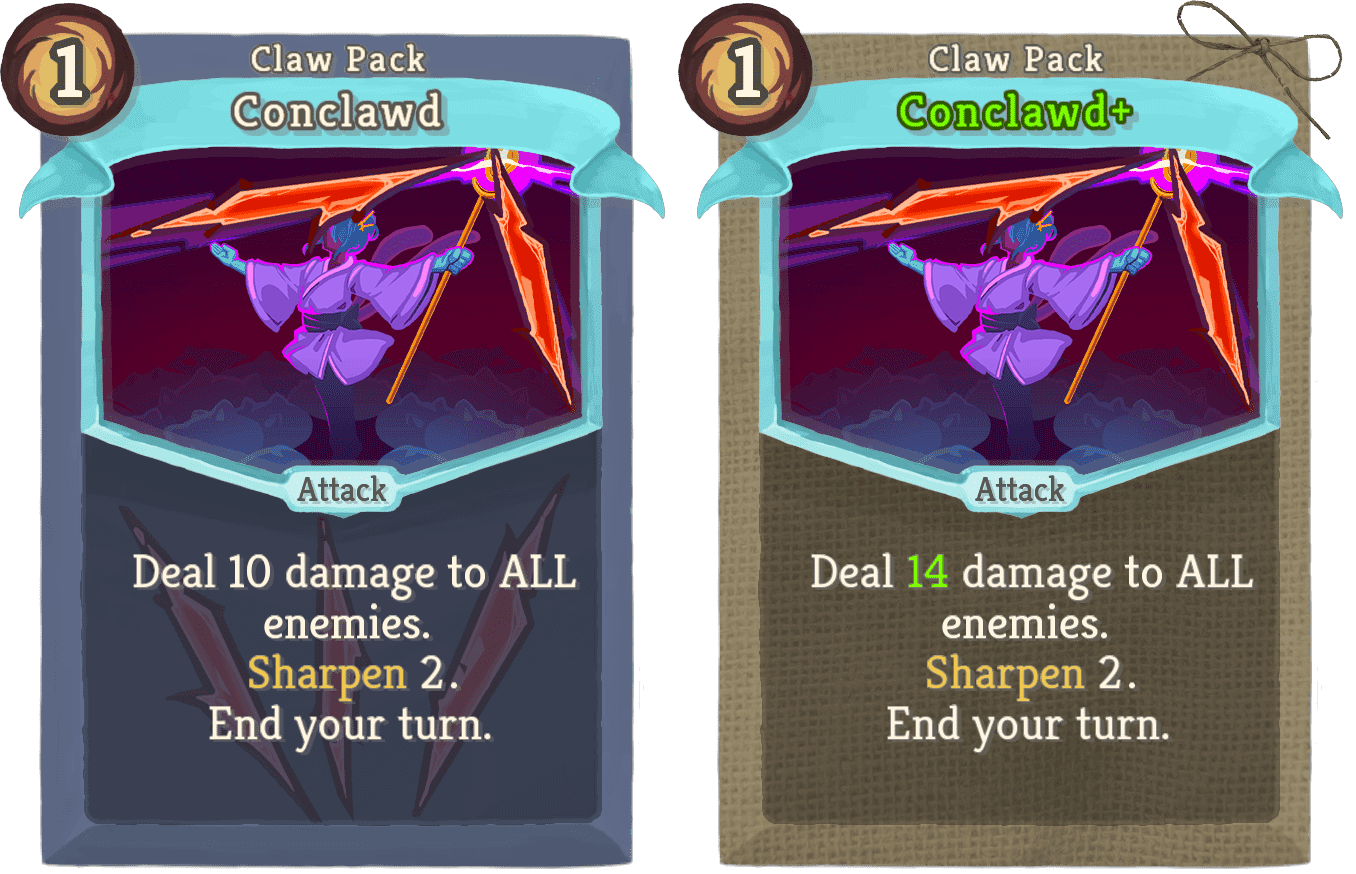 1
Claw Pack
Conclawd
Attack
Deal 10 damage to ALL
enemies.
Sharpen 2.
End your turn.
1
Claw Pack
Conclawd+
Attack
Deal 14 damage to ALL
enemies.
Sharpen 2.
End your turn.